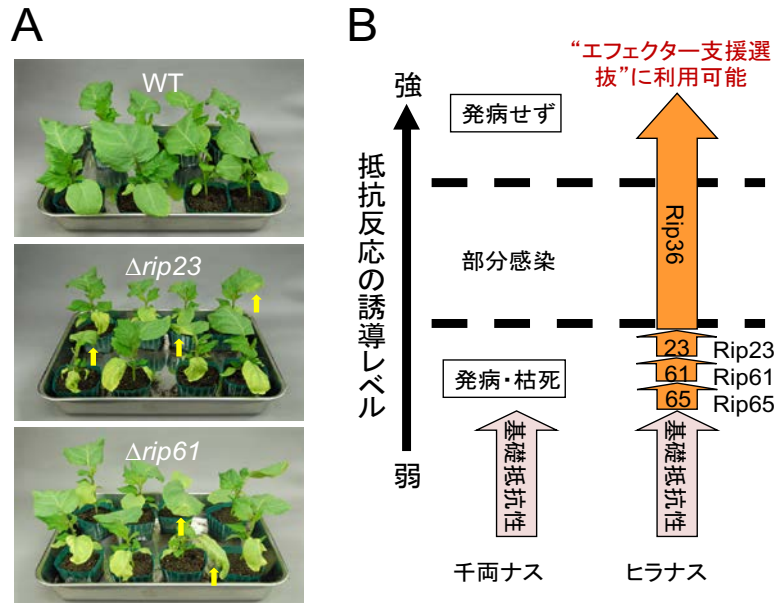 A
WT
Δrip23
Δrip61
B
“エフェクター支援選
抜”に利用可能
強
抵抗反応の誘導レベル
弱
発病せず
部分感染
発病・枯死
Rip36
23
Rip23
61
Rip61
65
Rip65
基礎抵抗性
基礎抵抗性
千両ナス
ヒラナス